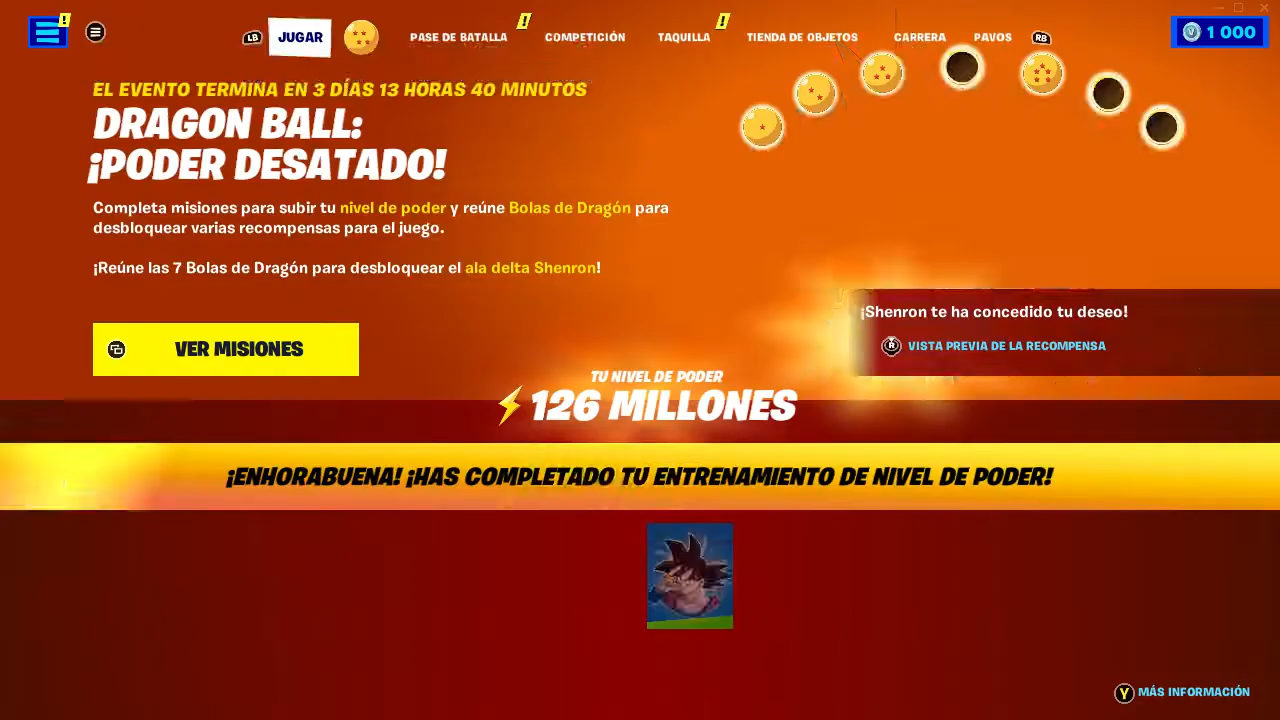 !
LB
JUGAR
PASE DE BATALLA
!
COMPETICIÓN
TAQUILLA
!
TIENDA DE OBJETOS
CARRERA
PAVOS
RB
V
1 000
EL EVENTO TERMINA EN 3 DÍAS 13 HORAS 40 MINUTOS
DRAGON BALL:
¡PODER DESATADO!
Completa misiones para subir tu nivel de poder y reúne Bolas de Dragón para
desbloquear varias recompensas para el juego.
¡Reúne las 7 Bolas de Dragón para desbloquear el ala delta Shenron!
¡Shenron te ha concedido tu deseo!
R
VISTA PREVIA DE LA RECOMPENSA
VER MISIONES
TU NIVEL DE PODER
126 MILLONES
¡ENHORABUENA! ¡HAS COMPLETADO TU ENTRENAMIENTO DE NIVEL DE PODER!
Y
MÁS INFORMACIÓN